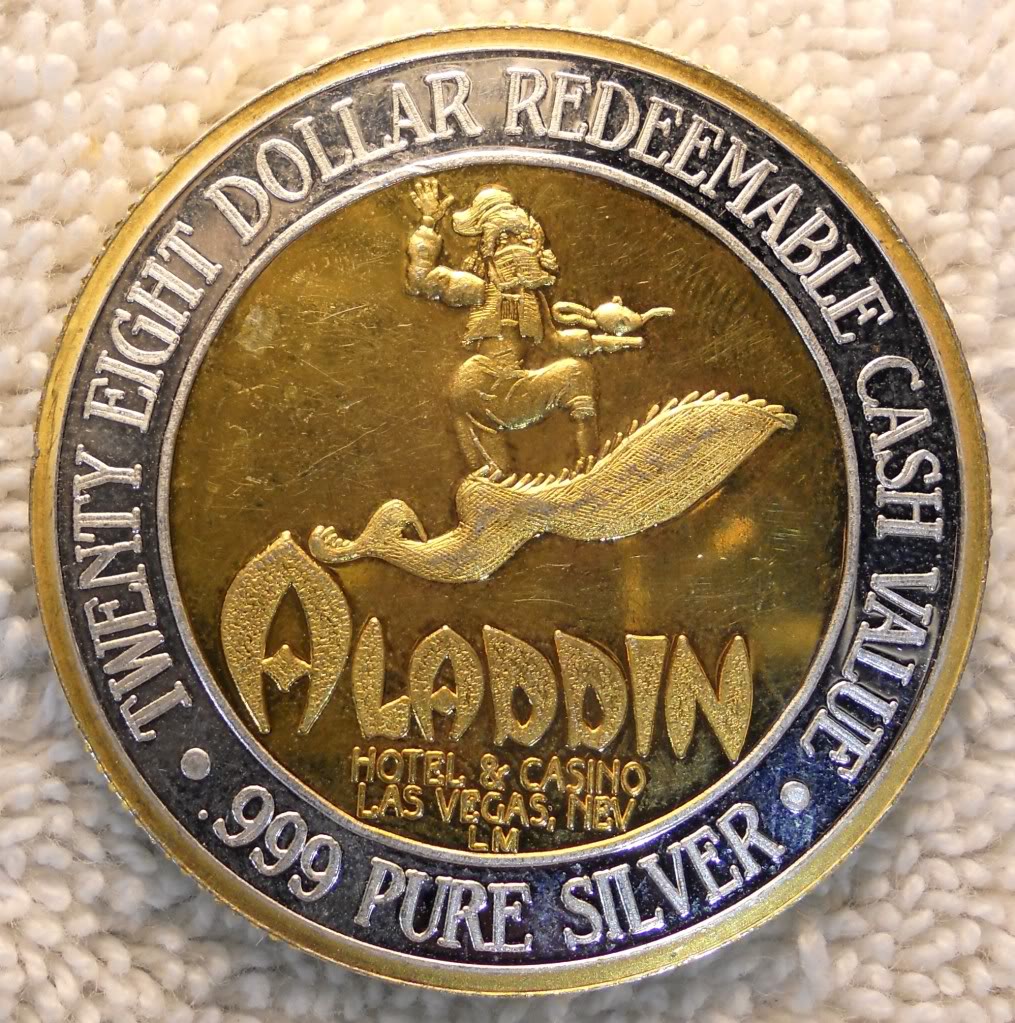 TWENTY EIGHT DOLLAR REDEEMABLE CASH VALUE
ALADDIN
HOTEL & CASINO
LAS VEGAS, NEV
LM
.999 PURE SILVER